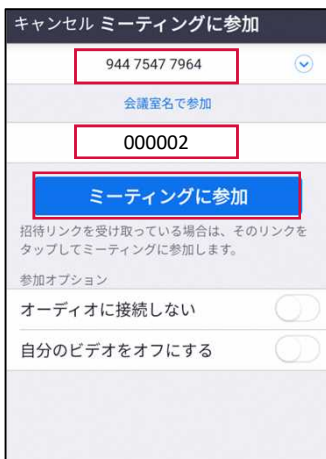 キャンセル ミーティングに参加
944 7547 7964
会議室名で参加
000002
ミーティングに参加
招待リンクを受け取っている場合は、そのリンクを
タップしてミーティングに参加します。
参加オプション
オーディオに接続しない
自分のビデオをオフにする